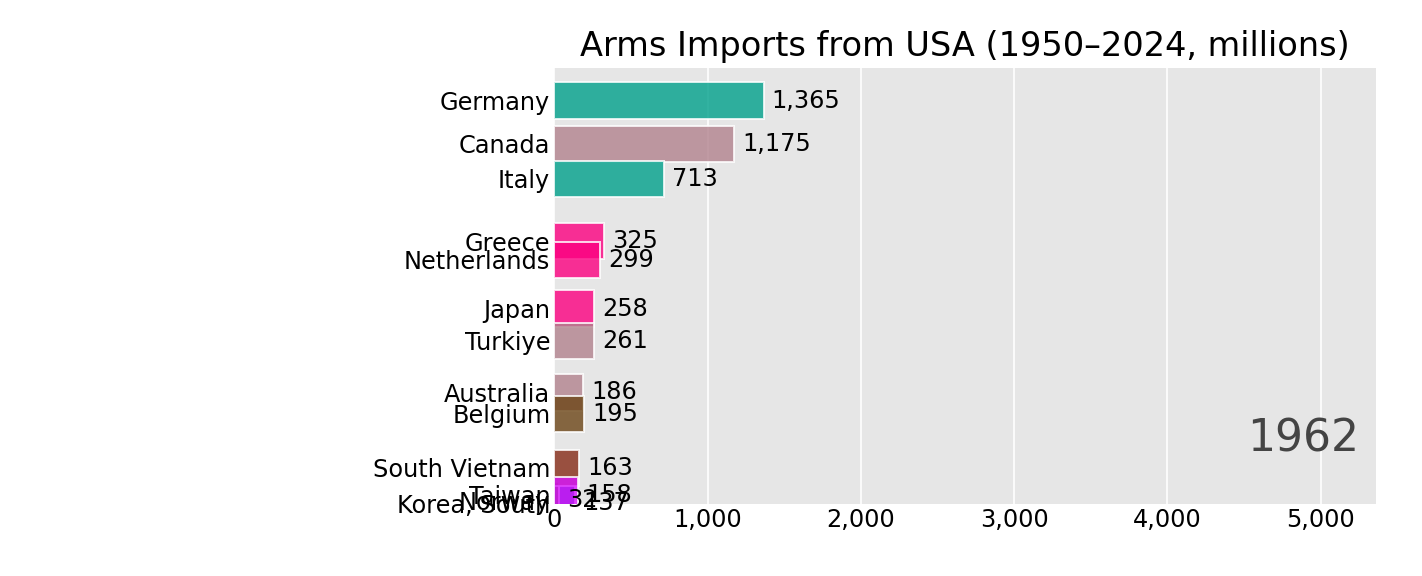 Arms Imports from USA (1950–2024, millions)
Germany 1,365
Canada 1,175
Italy 713
Greece 325
Netherlands 299
Japan 258
Turkiye 261
Australia 186
Belgium 195
1962
South Vietnam 163
Taiwan 158
Norway
Korea, South
0 1,000 2,000 3,000 4,000 5,000